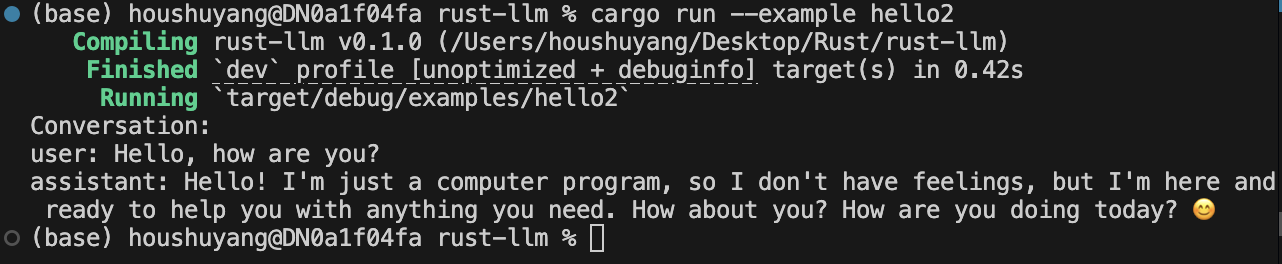 (base) houshuyang@DN0a1f04fa rust-llm % cargo run --example hello2
Compiling rust-llm v0.1.0 (/Users/houshuyang/Desktop/Rust/rust-llm)
Finished `dev` profile [unoptimized + debuginfo] target(s) in 0.42s
Running `target/debug/examples/hello2`
Conversation:
user: Hello, how are you?
assistant: Hello! I'm just a computer program, so I don't have feelings, but I'm here and
ready to help you with anything you need. How about you? How are you doing today? 😊
(base) houshuyang@DN0a1f04fa rust-llm %